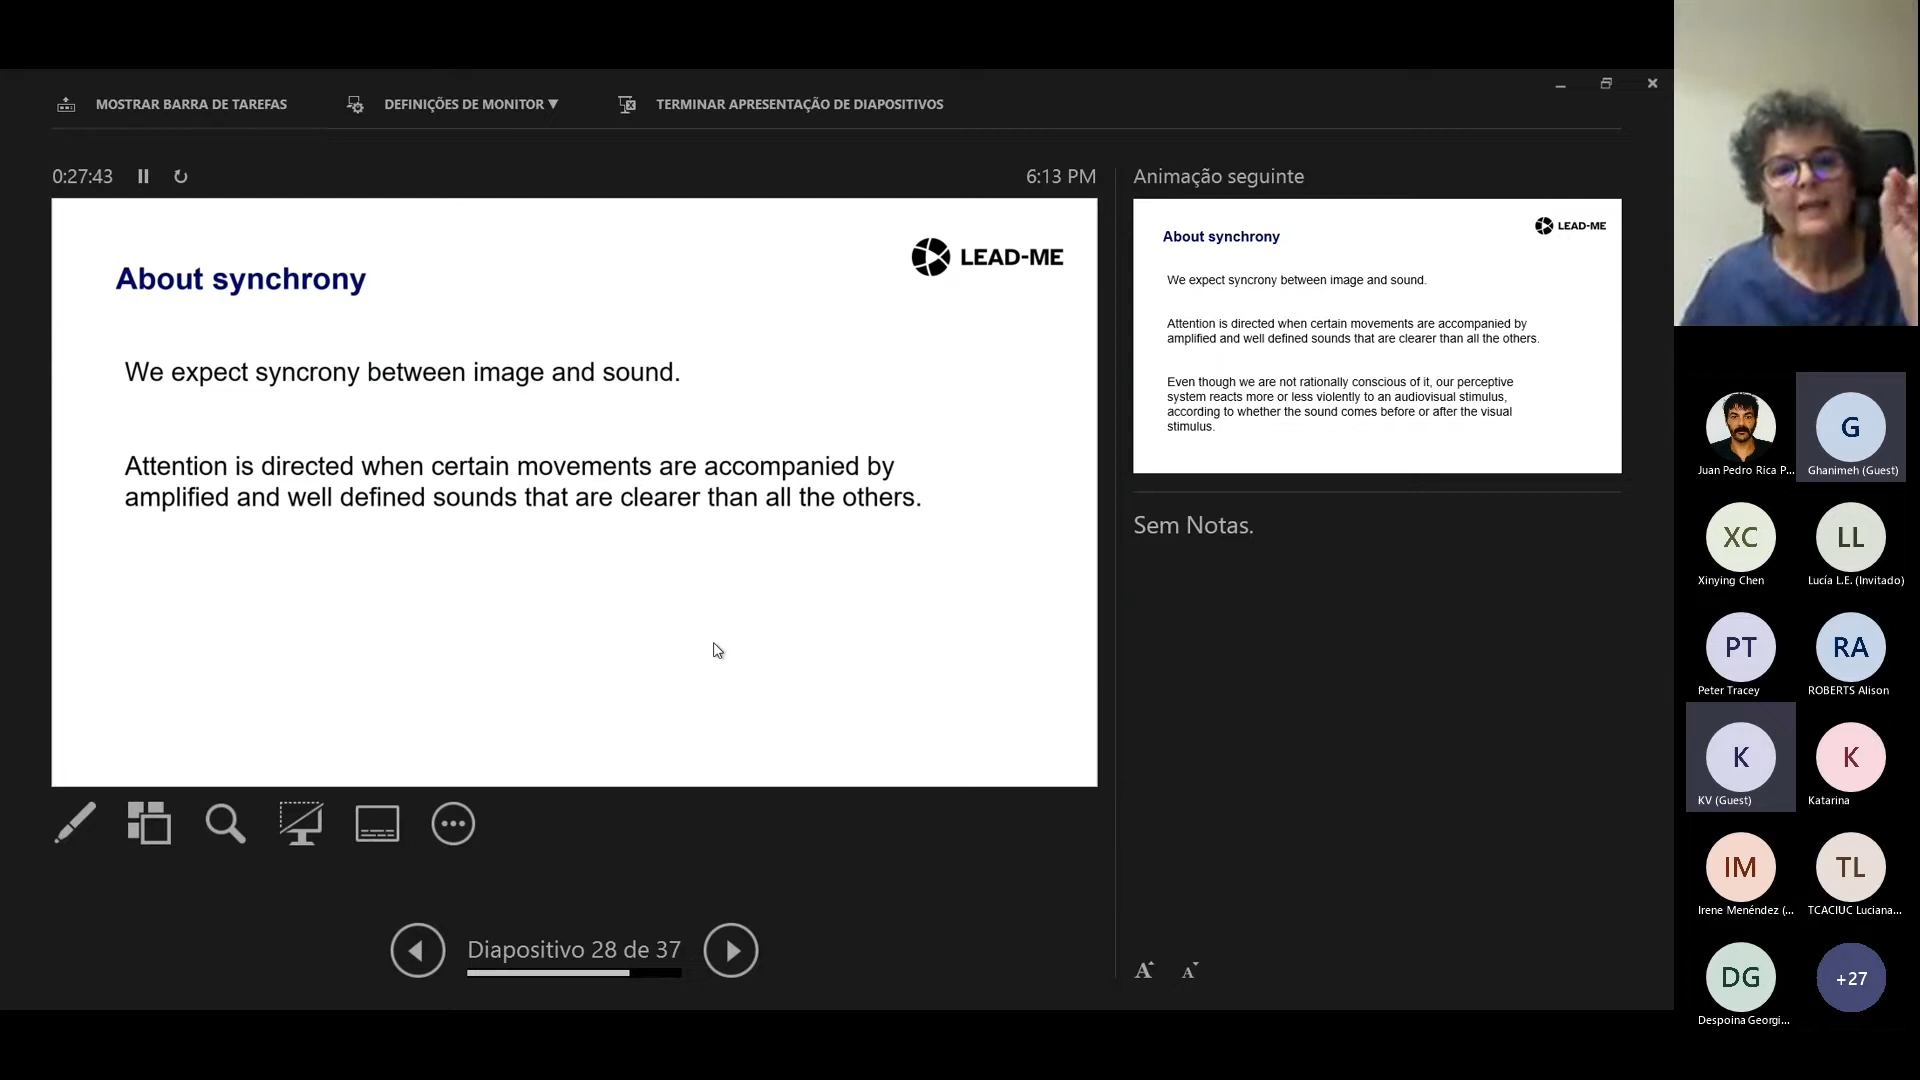 MOSTRAR BARRA DE TAREFAS
DEFINIÇÕES DE MONITOR ▼
TERMINAR APRESENTAÇÃO DE DIAPOSITIVOS
0:27:43
6:13 PM
LEAD-ME
About synchrony
We expect syncrony between image and sound.
Attention is directed when certain movements are accompanied by
amplified and well defined sounds that are clearer than all the others.
Diapositivo 28 de 37
Animação seguinte
LEAD-ME
About synchrony
We expect syncrony between image and sound.
Attention is directed when certain movements are accompanied by
amplified and well defined sounds that are clearer than all the others.
Even though we are not rationally conscious of it, our perceptive
system reacts more or less violently to an audiovisual stimulus,
according to whether the sound comes before or after the visual
stimulus.
Sem Notas.
A A
Juan Pedro Rica P...
G
Ghanimeh (Guest)
XC
Xinying Chen
LL
Lucía L.E. (Invitado)
PT
Peter Tracey
RA
ROBERTS Alison
K
KV (Guest)
K
Katarina
IM
Irene Menéndez (...
TL
TCACIUC Luciana...
DG
Despoina Georgi...
+27